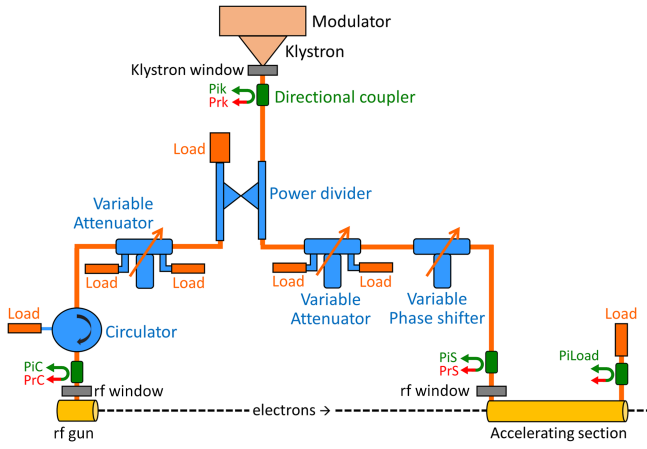 Modulator
Klystron
Klystron window
Pik
Prk
Directional coupler
Load
Power divider
Variable
Attenuator
Load
Load
Load
Load
Variable
Attenuator
Variable
Phase shifter
Load
Circulator
Load
PiC
PrC
PiS
PrS
PiLoad
rf window
rf window
electrons →
rf gun
Accelerating section